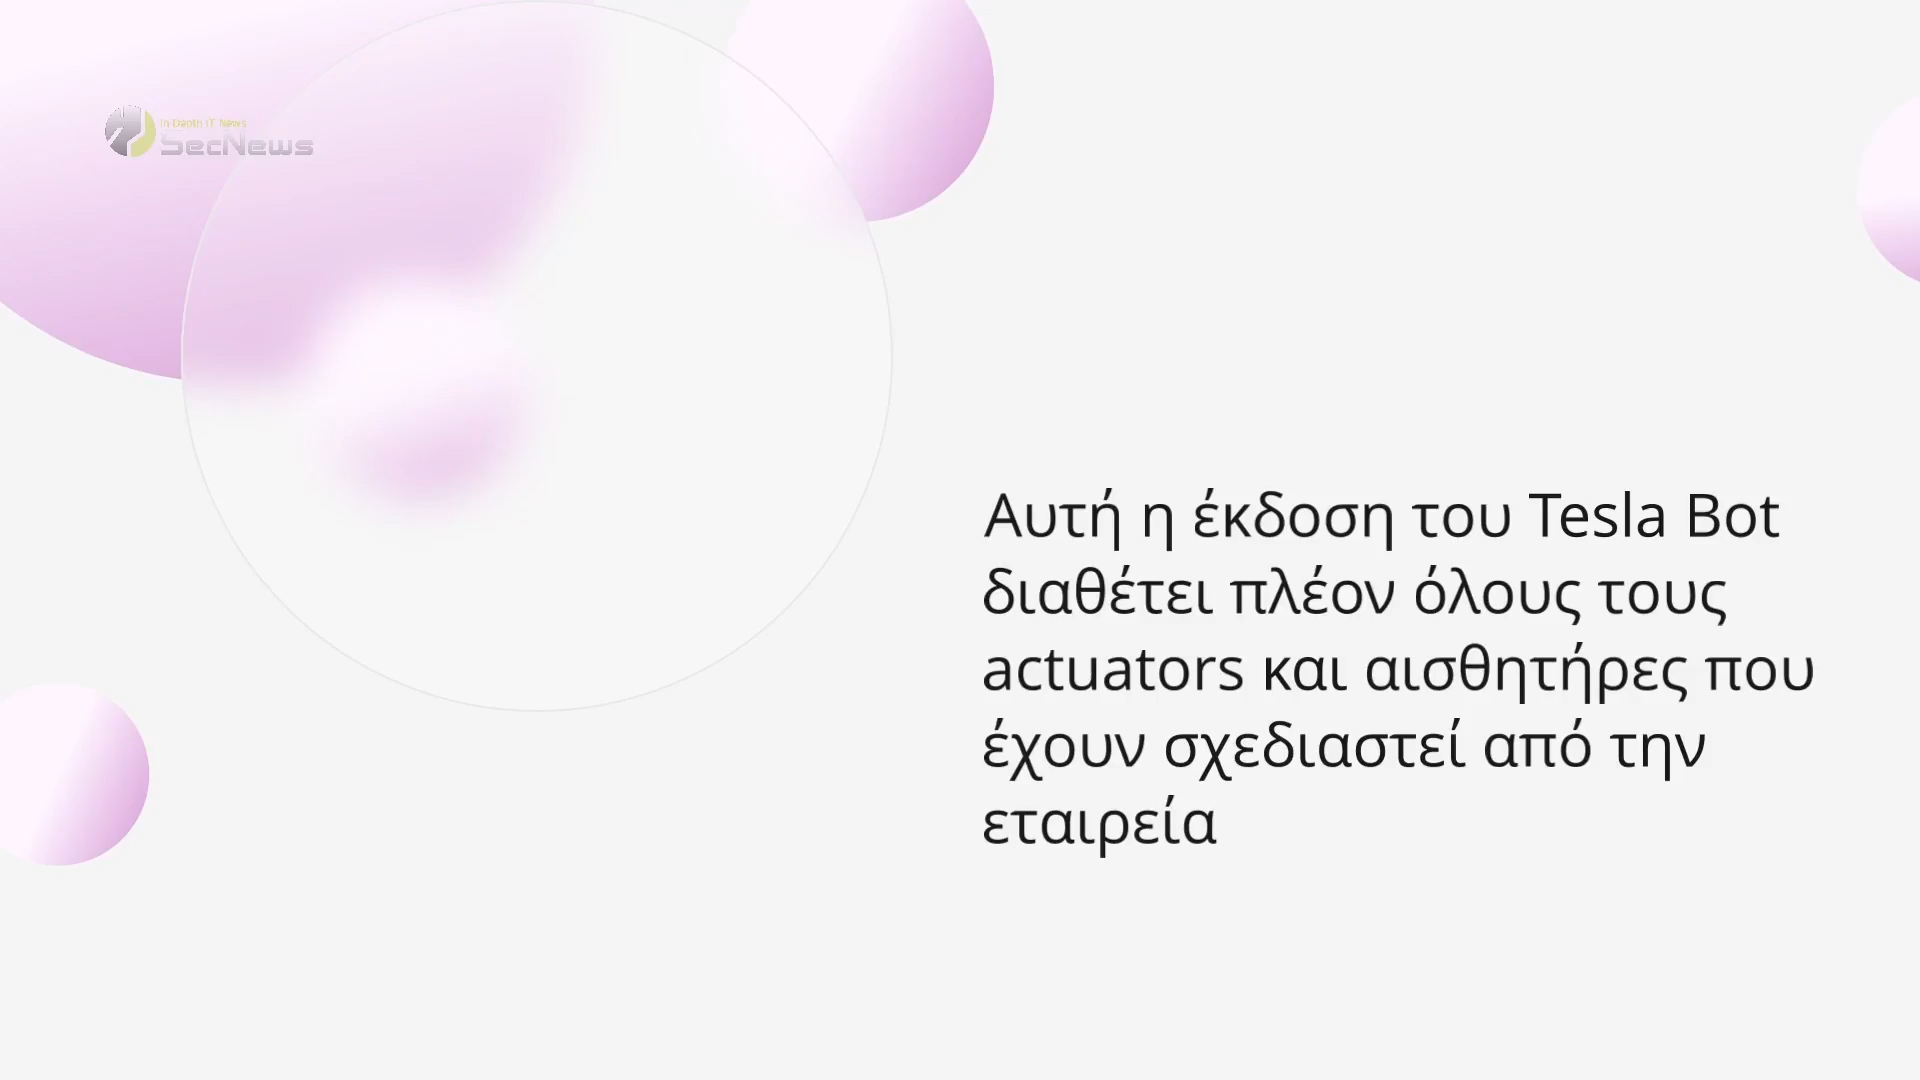 In-Depth IT News
SecNews
Αυτή η έκδοση του Tesla Bot
διαθέτει πλέον όλους τους
actuators και αισθητήρες που
έχουν σχεδιαστεί από την
εταιρεία